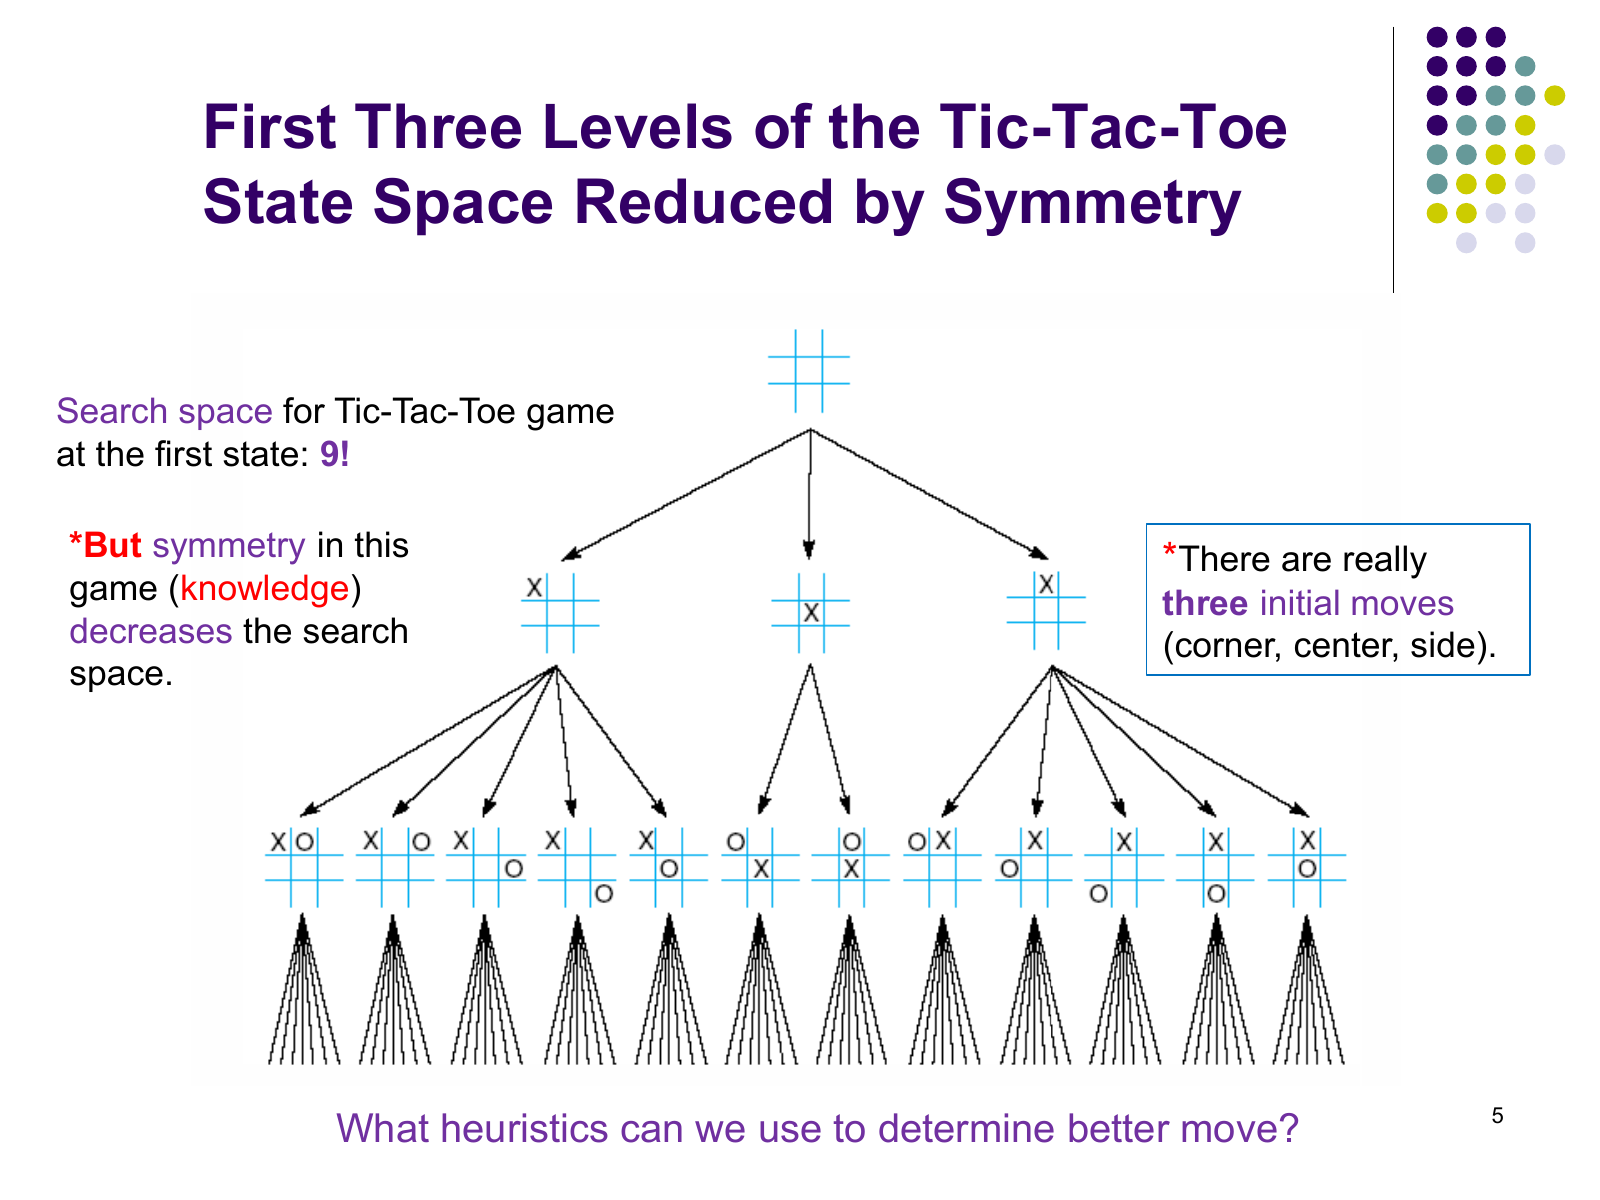 First Three Levels of the Tic-Tac-Toe
State Space Reduced by Symmetry
Search space for Tic-Tac-Toe game
at the first state: 9!
*But symmetry in this
game (knowledge)
decreases the search
space.
*There are really
three initial moves
(corner, center, side).
X
X
X
X O
X O
X
O
X
O
X
O
O
X
O
X
O X
X
O
X
O
X
O
X
O
What heuristics can we use to determine better move?
5